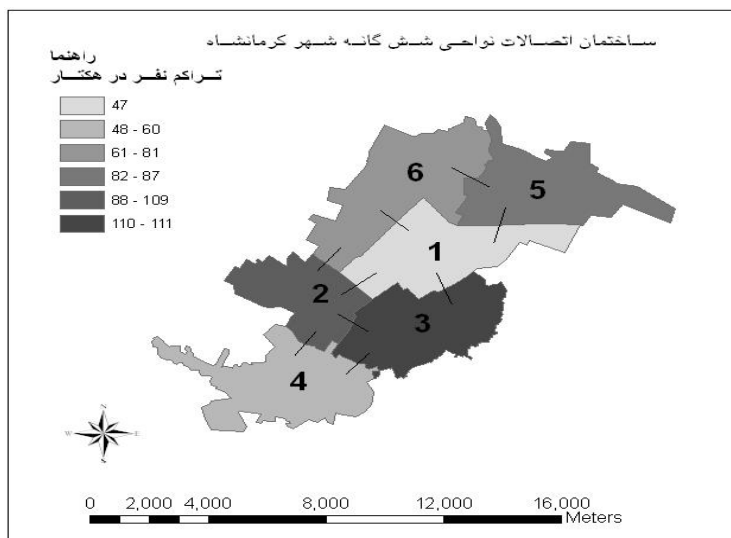 ساختمان اتصالات نواحی شش گانه شهر کرمانشاه
راهنما
تراکم نفر در هکتار
47
48 - 60
61 - 81
82 - 87
88 - 109
110 - 111
6
5
1
2
3
4
N
W E
S
0 2,000 4,000 8,000 12,000 16,000
Meters